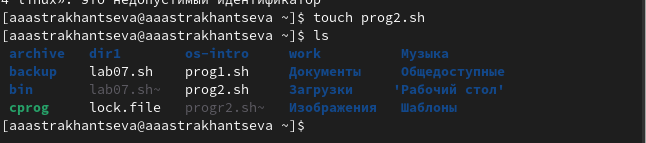 4 linux»: это недопустимый идентификатор
[aaastrakhantseva@aaastrakhantseva ~]$ touch prog2.sh
[aaastrakhantseva@aaastrakhantseva ~]$ ls
archive dir1 os-intro work Музыка
backup lab07.sh prog1.sh Документы Общедоступные
bin lab07.sh~ prog2.sh Загрузки 'Рабочий стол'
cprog lock.file progr2.sh~ Изображения Шаблоны
[aaastrakhantseva@aaastrakhantseva ~]$